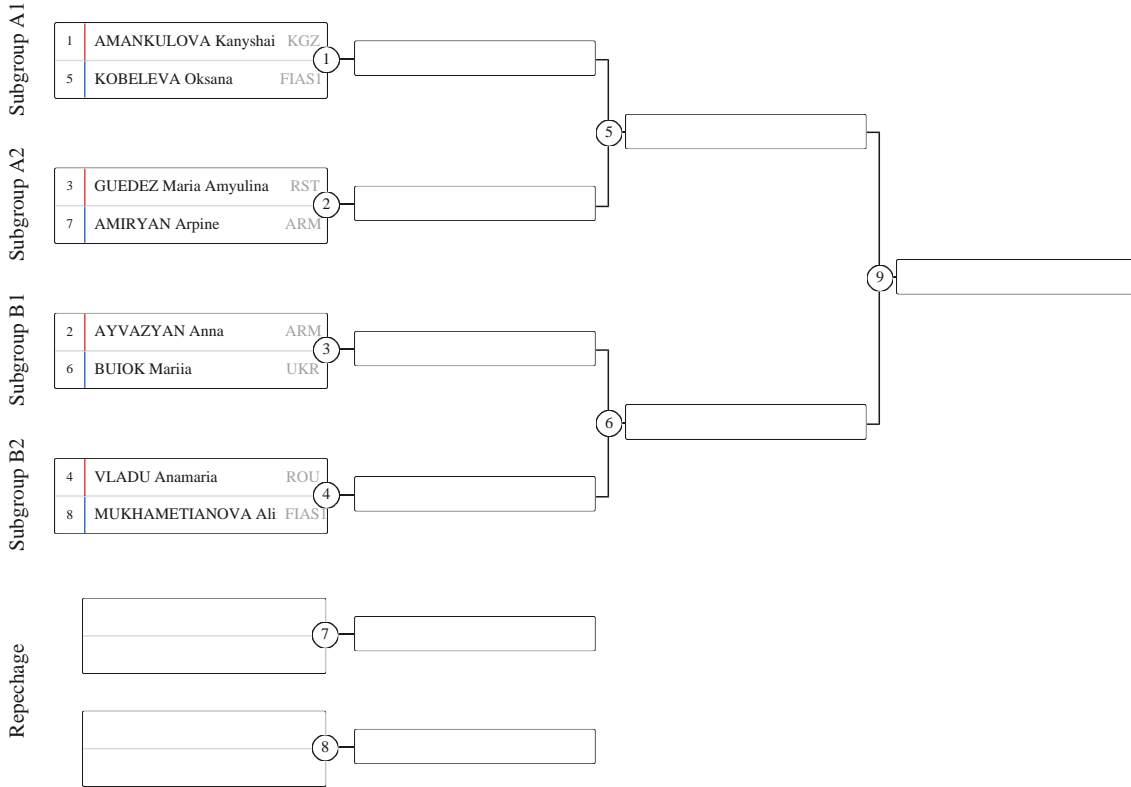 Subgroup A1
1 AMANKULOVA Kanyshai KGZ
1
5 KOBELEVA Oksana FIAS1
5
Subgroup A2
3 GUEDEZ Maria Amyulina RST
2
7 AMIRYAN Arpine ARM
9
Subgroup B1
2 AYVAZYAN Anna ARM
3
6 BUIOK Mariia UKR
6
Subgroup B2
4 VLADU Anamaria ROU
4
8 MUKHAMETIANOVA Ali FIAS1
Repechage
7
8